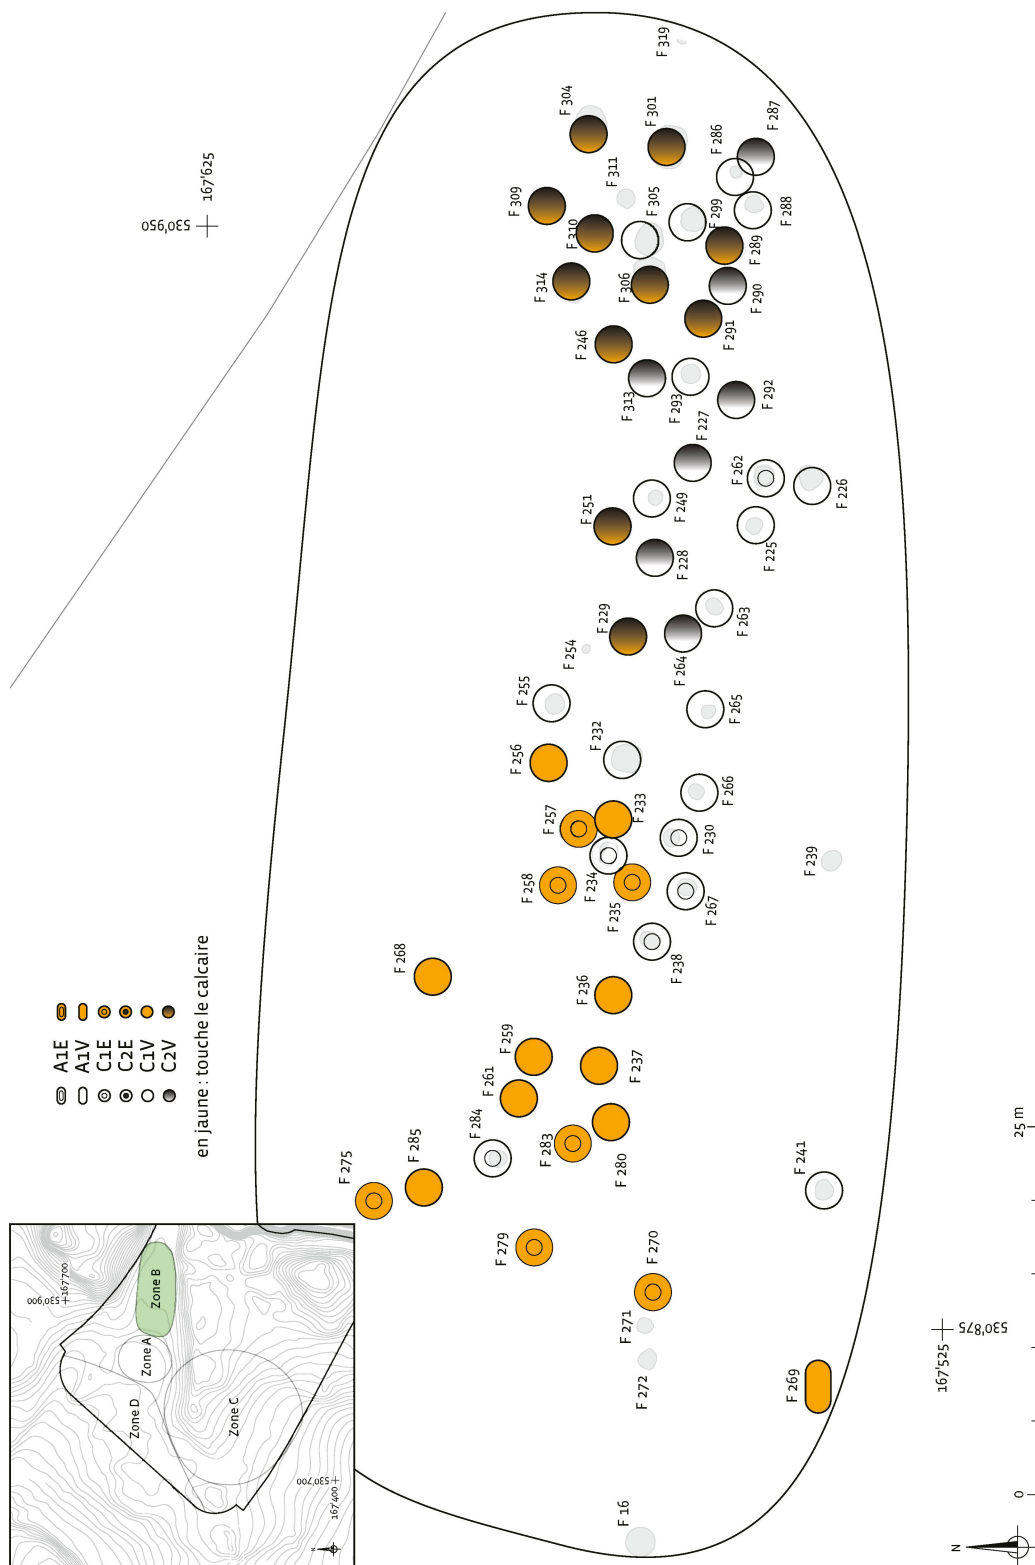 A1E
A1V
C1E
C2E
C1V
C2V
en jaune : touche le calcaire
530'950
167'625
F 319
F 304
F 301
F 287
F 286
F 311
F 309
F 305
F 299
F 288
F 310
F 289
F 314
F 306
F 290
F 291
F 246
F 313
F 293
F 292
F 227
F 262
F 226
F 251
F 249
F 225
F 228
F 229
F 263
F 254
F 264
F 255
F 265
F 256
F 232
F 266
F 257
F 233
F 230
F 258
F 234
F 235
F 267
F 239
F 268
F 238
F 236
F 259
F 237
F 261
F 284
F 283
F 280
F 285
F 275
F 241
F 279
F 270
F 271
F 272
F 269
F 16
530'875
167'525
0
25 m
N
Zone A
Zone B
Zone C
Zone D
530'900
167'700
530'700
167'400
N